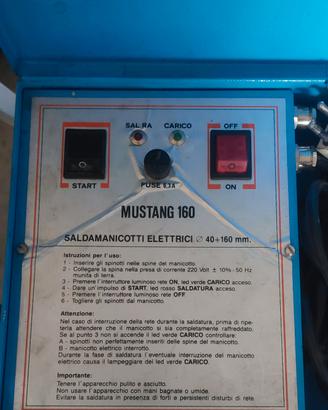 SAL.RA CARICO OFF
START FUSE 6,3A ON
MUSTANG 160
SALDAMANICOTTI ELETTRICI ∅ 40÷160 mm.
Istruzioni per l'uso:
1 - Inserire gli spinotti nelle spine del manicotto.
2 - Collegare la spina nella presa di corrente 220 Volt ± 10% - 50 Hz
munita di terra.
3 - Premere l'interruttore luminoso rete ON, led verde CARICO acceso.
4 - Dare un impulso di START, led rosso SALDATURA acceso.
5 - Premere l'interruttore luminoso rete OFF
6 - Togliere gli spinotti dal manicotto.
Attenzione:
Nel caso di interruzione della rete durante la saldatura, prima di ripe-
terla attendere che il manicotto si sia completamente raffreddato.
Se al punto 3 non si accende il led verde CARICO controllare:
A - spinotti non perfettamente inseriti delle spine del manicotto.
B - manicotto elettrico interrotto.
Durante la fase di saldatura l'eventuale interruzione del manicotto
elettrico causa il lampeggiare del led verde CARICO.
Importante:
Tenere l'apparecchio pulito e asciutto.
Non usare l'apparecchio con mani bagnate o umide.
Evitare la saldatura in presenza di forti e persistenti disturbi di rete.